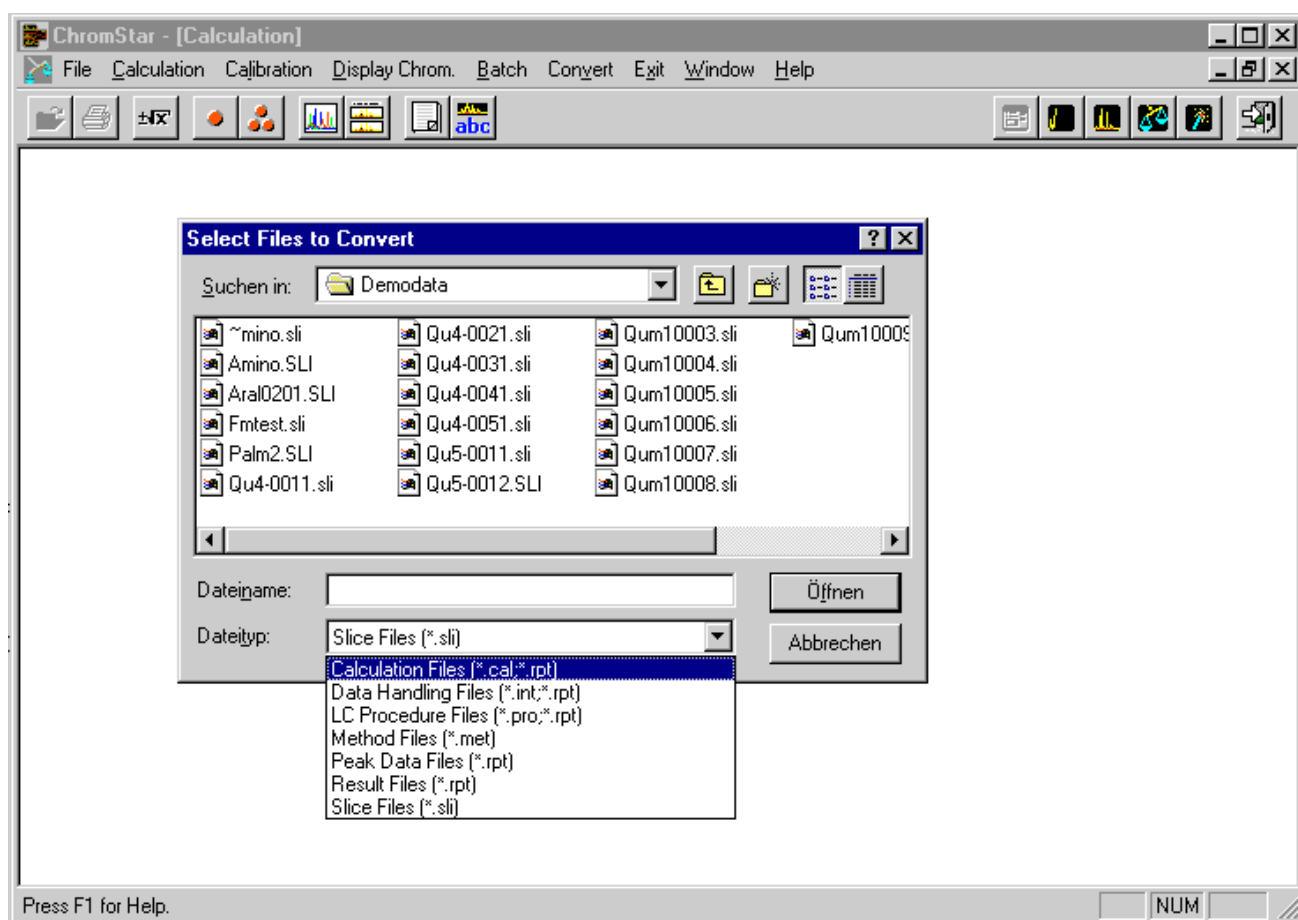 ChromStar - [Calculation]
File Calculation Calibration Display Chrom. Batch Convert Exit Window Help
±√x
abc
Select Files to Convert
Suchen in: Demodata
~mino.sli Qu4-0021.sli Qum10003.sli Qum10009
Amino.SLI Qu4-0031.sli Qum10004.sli
Aral0201.SLI Qu4-0041.sli Qum10005.sli
Fmtest.sli Qu4-0051.sli Qum10006.sli
Palm2.SLI Qu5-0011.sli Qum10007.sli
Qu4-0011.sli Qu5-0012.SLI Qum10008.sli
Dateiname: Öffnen
Dateityp: Slice Files (*.sli) Abbrechen
Calculation Files (*.cal;*.rpt)
Data Handling Files (*.int;*.rpt)
LC Procedure Files (*.pro;*.rpt)
Method Files (*.met)
Peak Data Files (*.rpt)
Result Files (*.rpt)
Slice Files (*.sli)
Press F1 for Help. NUM